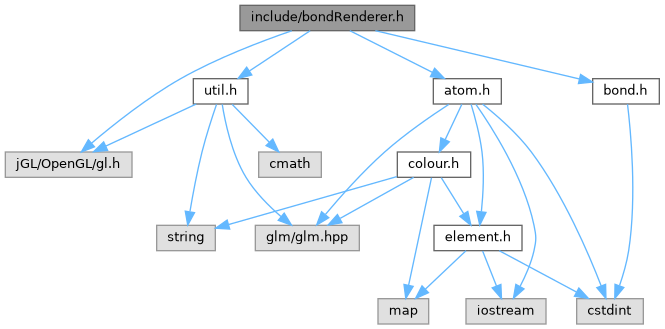 include/bondRenderer.h
util.h
atom.h
bond.h
jGL/OpenGL/gl.h
cmath
colour.h
string
glm/glm.hpp
element.h
map
iostream
cstdint